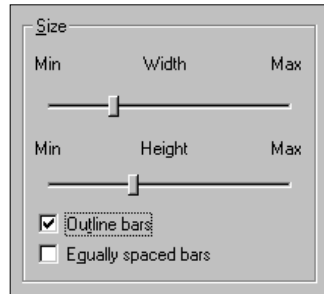 Size
Min Width Max
Min Height Max
Outline bars
Equally spaced bars